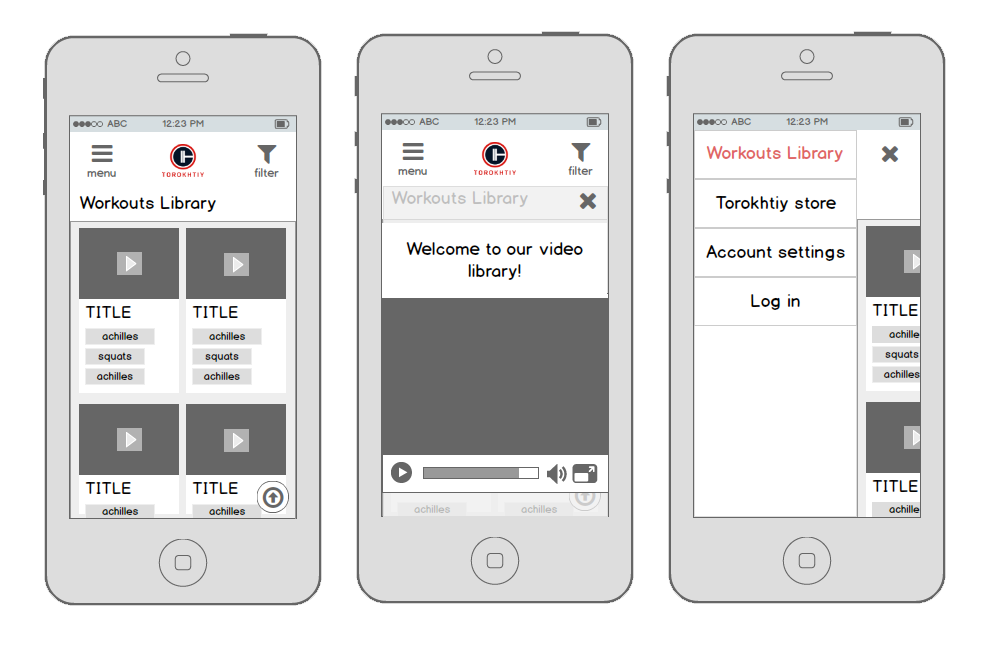 ABC 12:23 PM
menu
TOROKHTIY
filter
Workouts Library
TITLE TITLE
achilles achilles
squats squats
achilles achilles
TITLE TITLE
achilles achilles
ABC 12:23 PM
menu
TOROKHTIY
filter
Workouts Library
Welcome to our video
library!
achilles achilles
ABC 12:23 PM
Workouts Library
Torokhtiy store
Account settings
Log in
TITLE
achille
squats
achilles
TITLE
achille